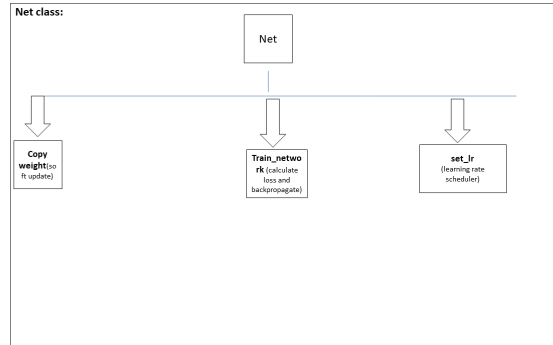 Net class:
Net
Copy
weight(so
ft update)
Train_netwo
rk (calculate
loss and
backpropagate)
set_lr
(learning rate
scheduler)